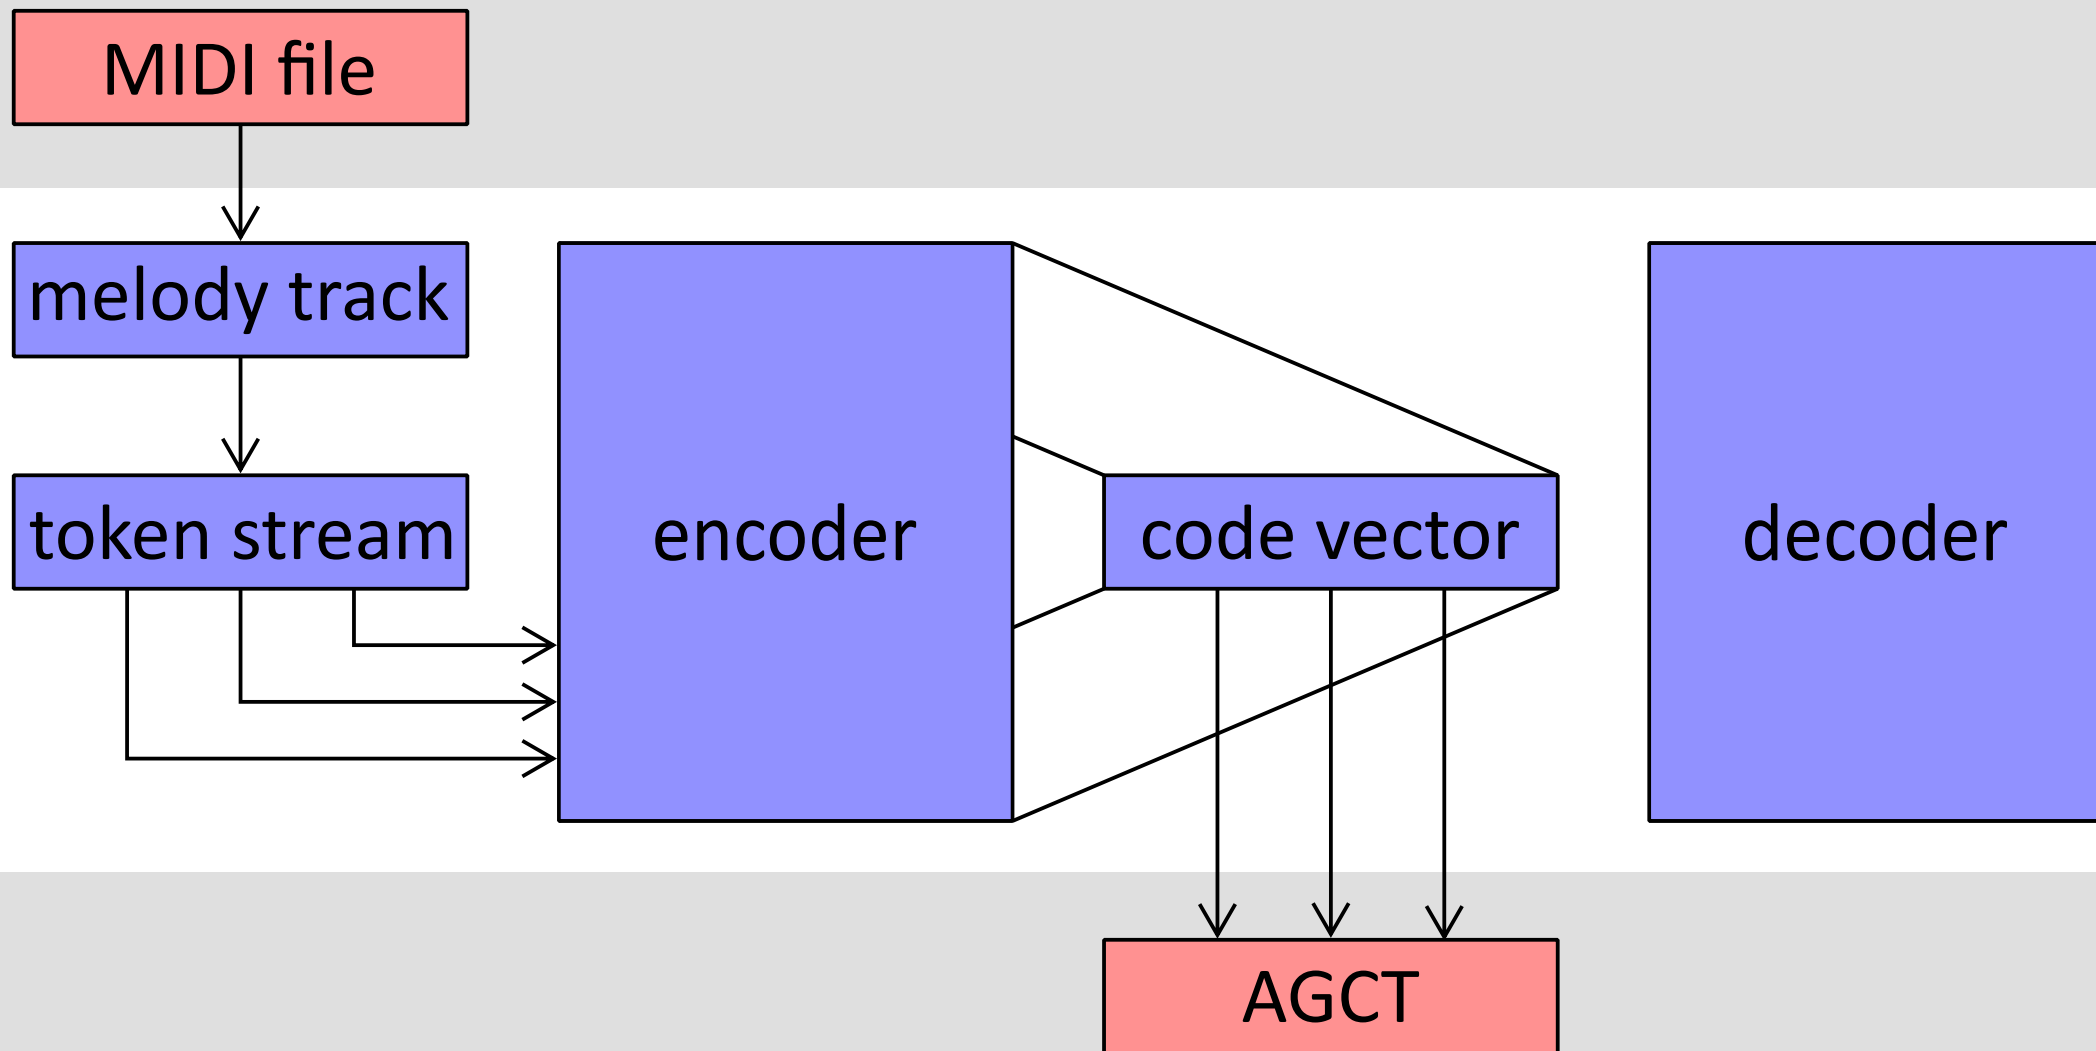 MIDI file
melody track
token stream
encoder
code vector
decoder
AGCT